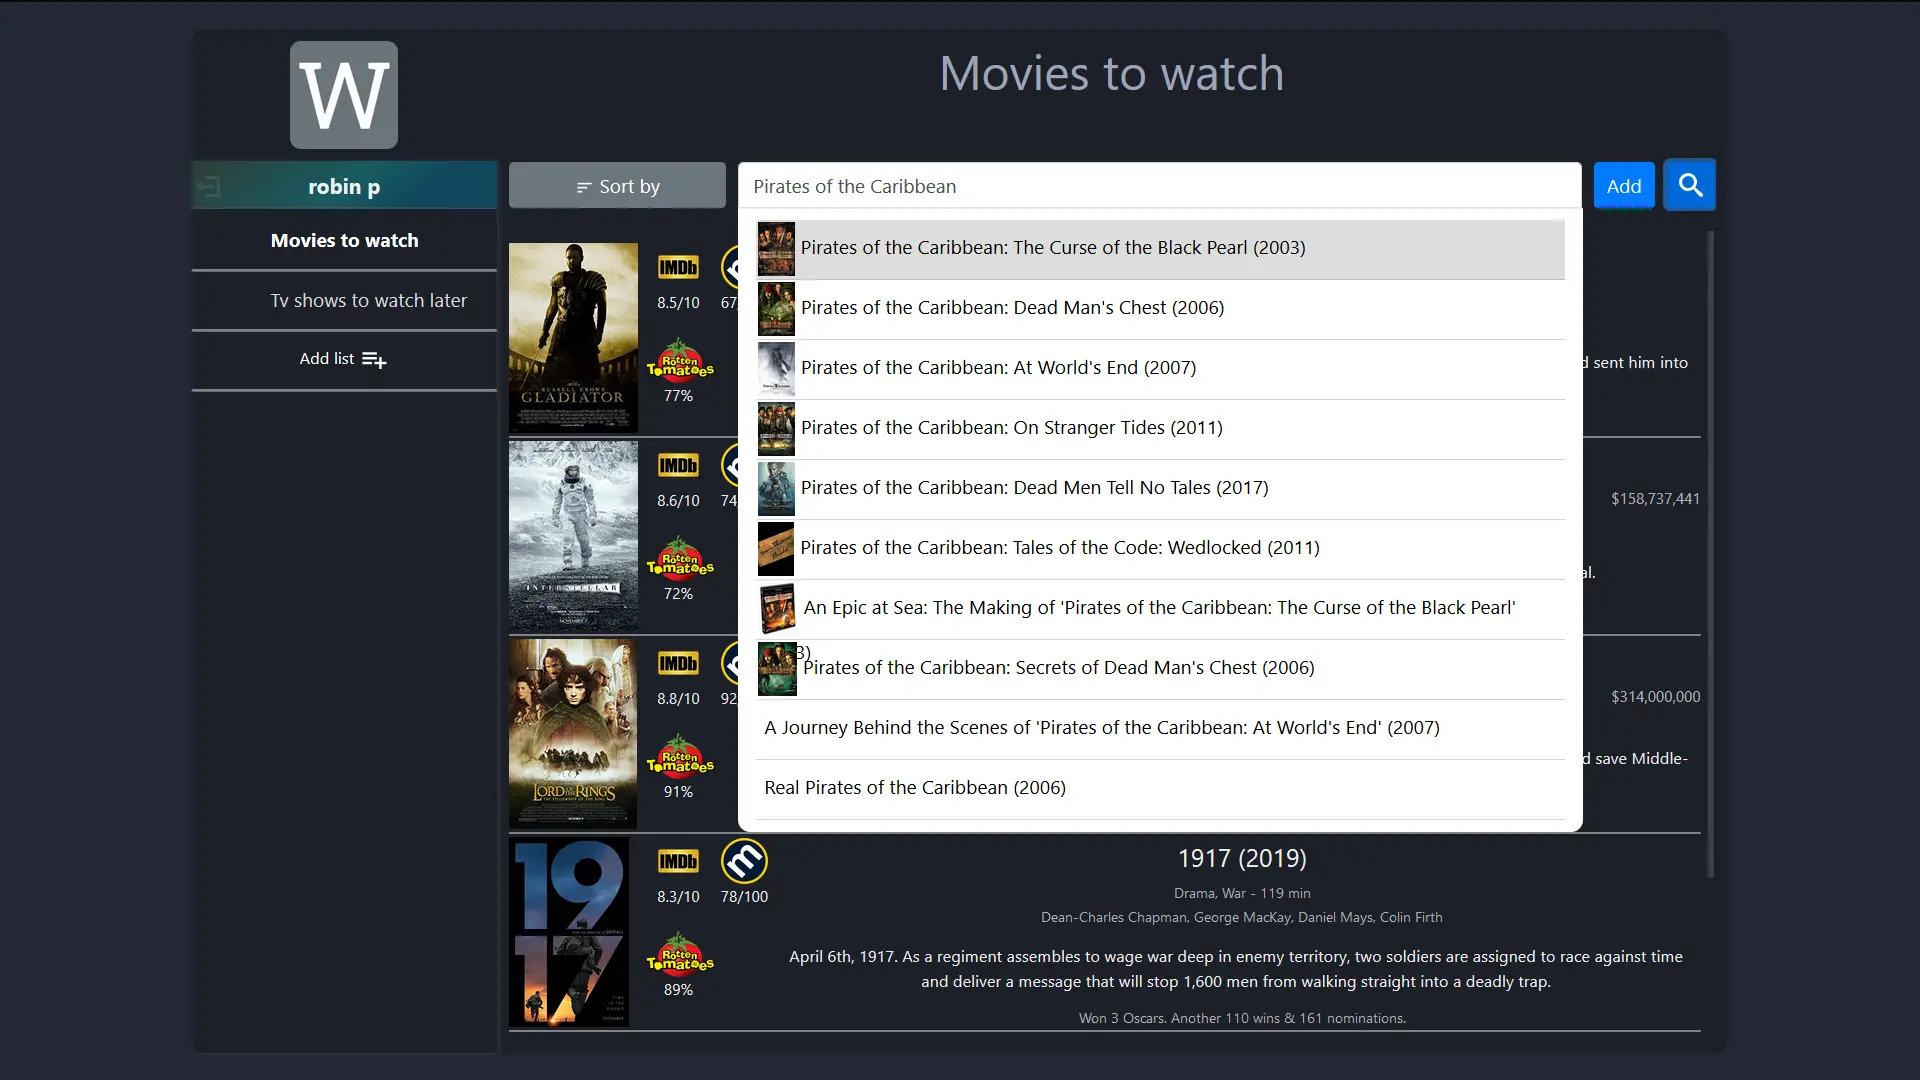 W
Movies to watch
robin p
Movies to watch
Tv shows to watch later
Add list
Sort by
Pirates of the Caribbean
Add
Pirates of the Caribbean: The Curse of the Black Pearl (2003)
Pirates of the Caribbean: Dead Man's Chest (2006)
Pirates of the Caribbean: At World's End (2007)
Pirates of the Caribbean: On Stranger Tides (2011)
Pirates of the Caribbean: Dead Men Tell No Tales (2017)
Pirates of the Caribbean: Tales of the Code: Wedlocked (2011)
An Epic at Sea: The Making of 'Pirates of the Caribbean: The Curse of the Black Pearl'
3)
Pirates of the Caribbean: Secrets of Dead Man's Chest (2006)
A Journey Behind the Scenes of 'Pirates of the Caribbean: At World's End' (2007)
Real Pirates of the Caribbean (2006)
RUSSELL CROWE
GLADIATOR
IMDb
8.5/10
67
Rotten
Tomatoes
77%
d sent him into
INTERSTELLAR
IMDb
8.6/10
74
Rotten
Tomatoes
72%
$158,737,441
al.
LORD OF THE RINGS
IMDb
8.8/10
92
Rotten
Tomatoes
91%
$314,000,000
d save Middle-
1917
IMDb
8.3/10
m
78/100
Rotten
Tomatoes
89%
1917 (2019)
Drama, War - 119 min
Dean-Charles Chapman, George MacKay, Daniel Mays, Colin Firth
April 6th, 1917. As a regiment assembles to wage war deep in enemy territory, two soldiers are assigned to race against time
and deliver a message that will stop 1,600 men from walking straight into a deadly trap.
Won 3 Oscars. Another 110 wins & 161 nominations.